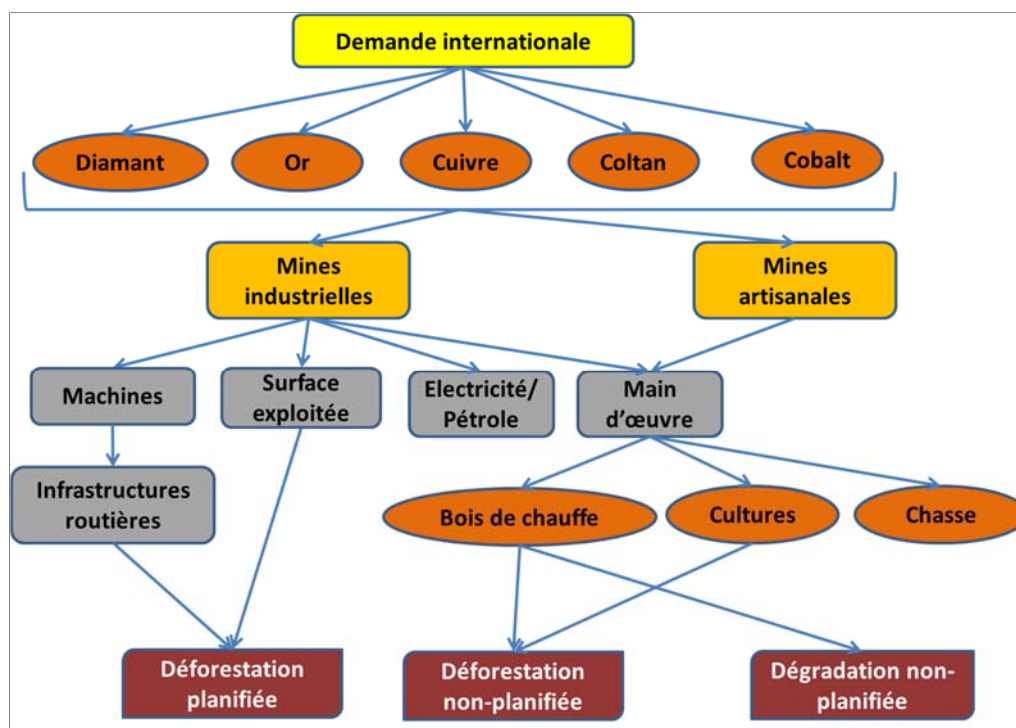 Demande internationale
Diamant
Or
Cuivre
Coltan
Cobalt
Mines
industrielles
Mines
artisanales
Machines
Surface
exploitée
Electricité/
Pétrole
Main
d’œuvre
Infrastructures
routières
Bois de chauffe
Cultures
Chasse
Déforestation
planifiée
Déforestation
non-planifiée
Dégradation non-
planifiée